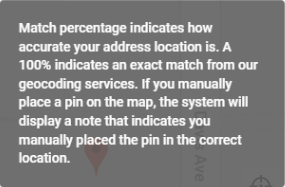 Match percentage indicates how
accurate your address location is. A
100% indicates an exact match from our
geocoding services. If you manually
place a pin on the map, the system will
display a note that indicates you
manually placed the pin in the correct
location.
Ave